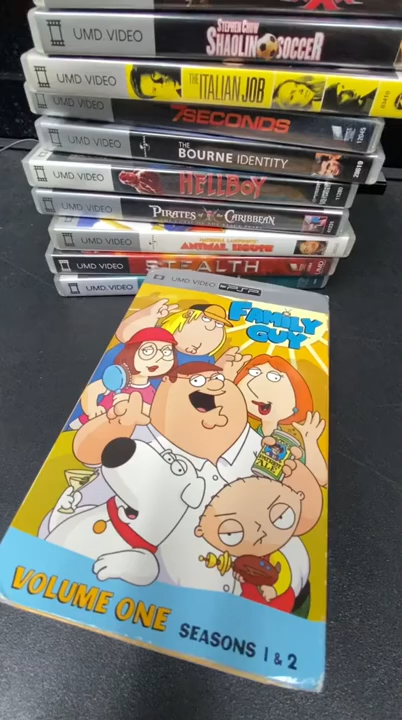 UMD VIDEO STEPHEN CHOW
SHAOLIN SOCCER
UMD VIDEO THE ITALIAN JOB
UMD VIDEO 7SECONDS
UMD VIDEO THE
BOURNE IDENTITY
UMD VIDEO HELLBOY
UMD VIDEO PIRATES OF THE CARIBBEAN
UMD VIDEO
ANIMAL HOUSE
UMD VIDEO STEALTH UMD
UMD VIDEO
UMD VIDEO PSP
FAMILY
GUY
VOLUME ONE SEASONS 1 & 2